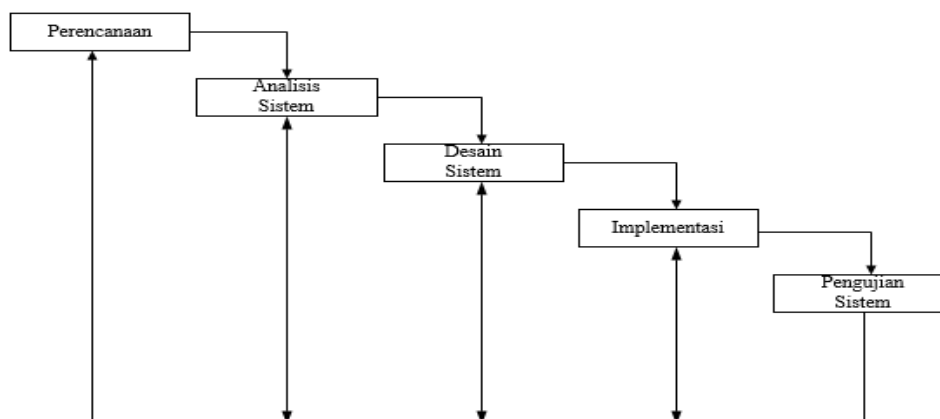 Perencanaan
Analisis
Sistem
Desain
Sistem
Implementasi
Pengujian
Sistem